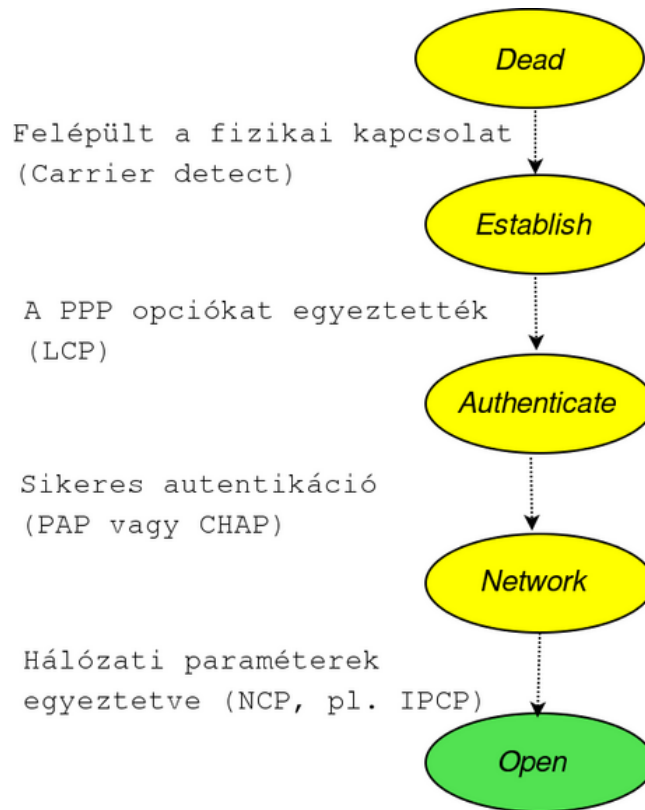 Dead
Felépült a fizikai kapcsolat
(Carrier detect)
Establish
A PPP opciókat egyeztették
(LCP)
Authenticate
Sikeres autentikáció
(PAP vagy CHAP)
Network
Hálózati paraméterek
egyeztetve (NCP, pl. IPCP)
Open